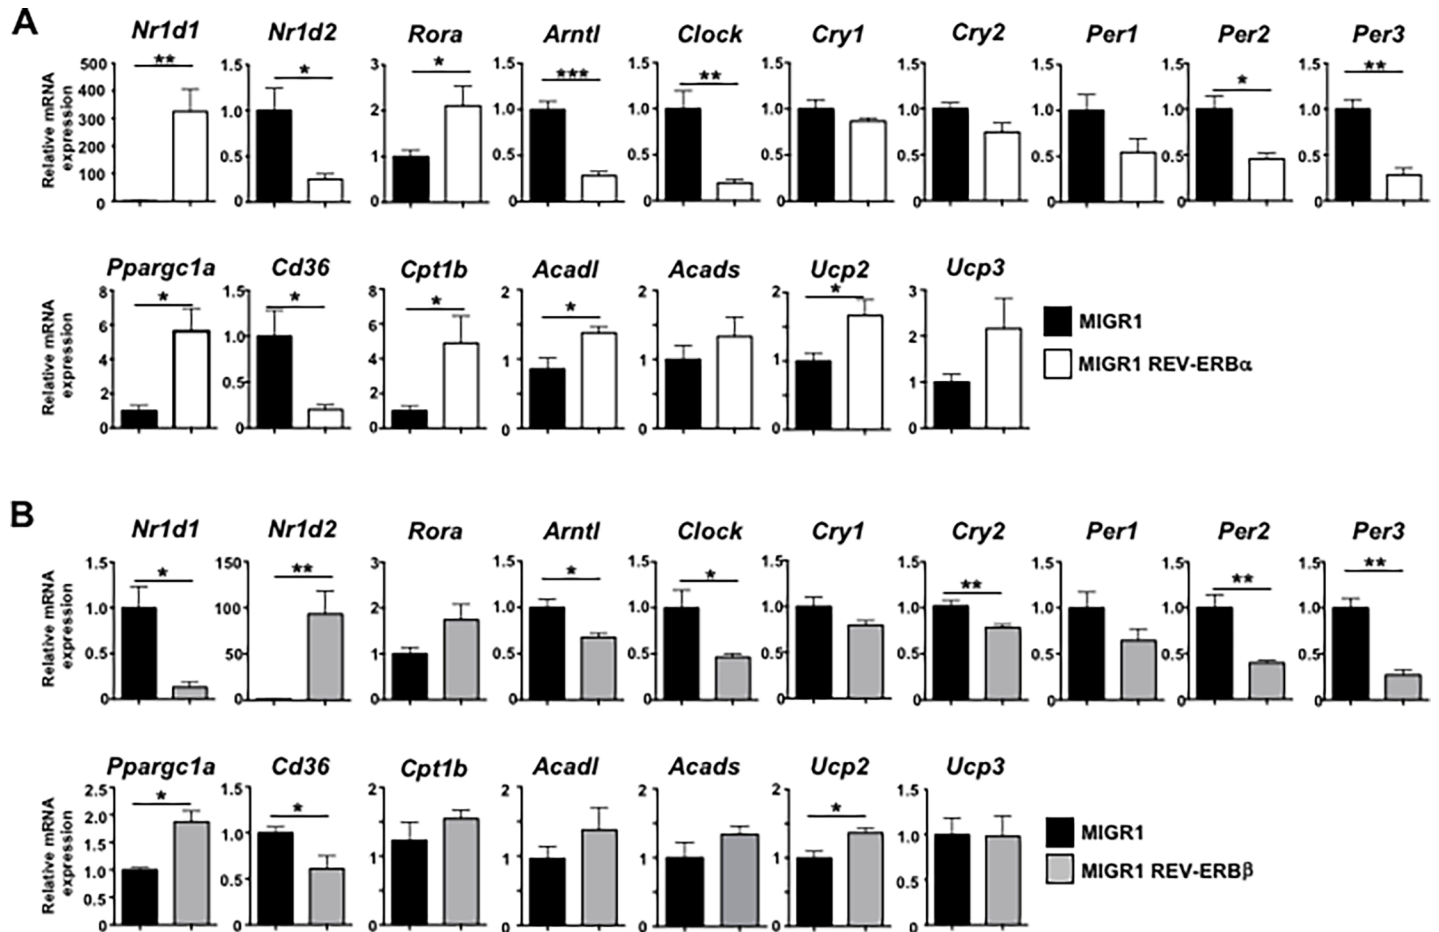 A
Nr1d1 Nr1d2 Rora Arntl Clock Cry1 Cry2 Per1 Per2 Per3
** * * *** ** * **
Relative mRNA
expression
500 400 300 200 100 0
1.5 1.0 0.5 0
3 2 1 0
1.5 1.0 0.5 0
1.5 1.0 0.5 0
1.5 1.0 0.5 0
1.5 1.0 0.5 0
1.5 1.0 0.5 0
1.5 1.0 0.5 0
1.5 1.0 0.5 0
Ppargc1a Cd36 Cpt1b Acadl Acads Ucp2 Ucp3
* * * * *
Relative mRNA
expression
8 6 4 2 0
1.5 1.0 0.5 0
8 6 4 2 0
2 1 0
2 1 0
2 1 0
3 2 1 0
MIGR1
MIGR1 REV-ERBα
B
Nr1d1 Nr1d2 Rora Arntl Clock Cry1 Cry2 Per1 Per2 Per3
* ** * * ** ** **
Relative mRNA
expression
1.5 1.0 0.5 0
150 100 50 0
3 2 1 0
1.5 1.0 0.5 0
1.5 1.0 0.5 0
1.5 1.0 0.5 0
1.5 1.0 0.5 0
1.5 1.0 0.5 0
1.5 1.0 0.5 0
1.5 1.0 0.5 0
Ppargc1a Cd36 Cpt1b Acadl Acads Ucp2 Ucp3
* * *
Relative mRNA
expression
2.5 2.0 1.5 1.0 0.5 0
1.5 1.0 0.5 0
2 1 0
2 1 0
2 1 0
2 1 0
1.5 1.0 0.5 0
MIGR1
MIGR1 REV-ERBβ